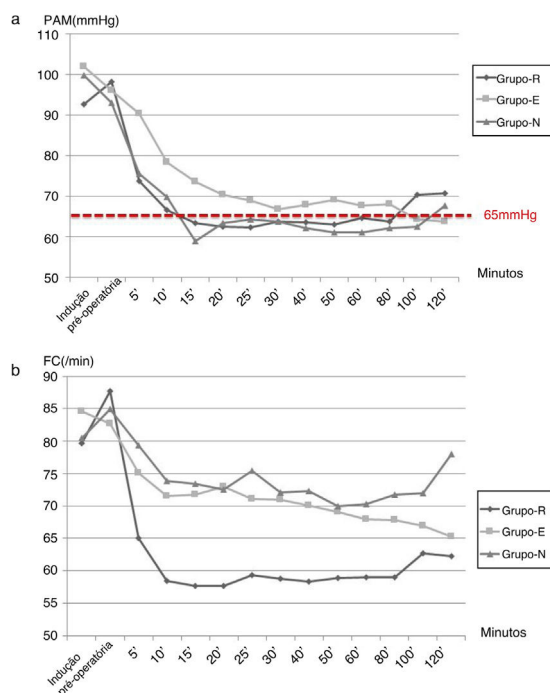 a
PAM(mmHg)
110
100
90
80
70
60
50
Grupo-R
Grupo-E
Grupo-N
65mmHg
Minutos
Indução
pré-operatória
5'
10'
15'
20'
25'
30'
40'
50'
60'
80'
100'
120'
b
FC(/min)
90
85
80
75
70
65
60
55
50
Grupo-R
Grupo-E
Grupo-N
Minutos
Indução
pré-operatória
5'
10'
15'
20'
25'
30'
40'
50'
60'
80'
100'
120'